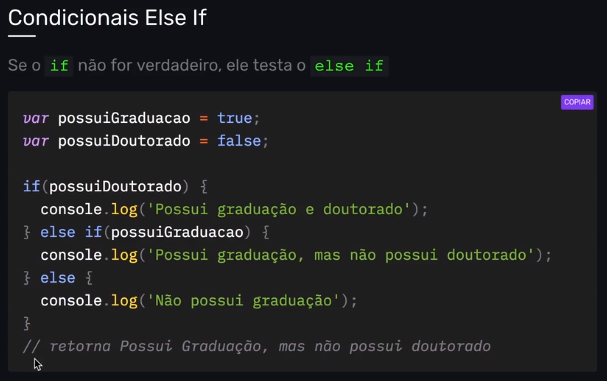 Condicionais Else If
Se o if não for verdadeiro, ele testa o else if
COPIAR
var possuiGraduacao = true;
var possuiDoutorado = false;
if(possuiDoutorado) {
console.log('Possui graduação e doutorado');
} else if(possuiGraduacao) {
console.log('Possui graduação, mas não possui doutorado');
} else {
console.log('Não possui graduação');
}
// retorna Possui Graduação, mas não possui doutorado